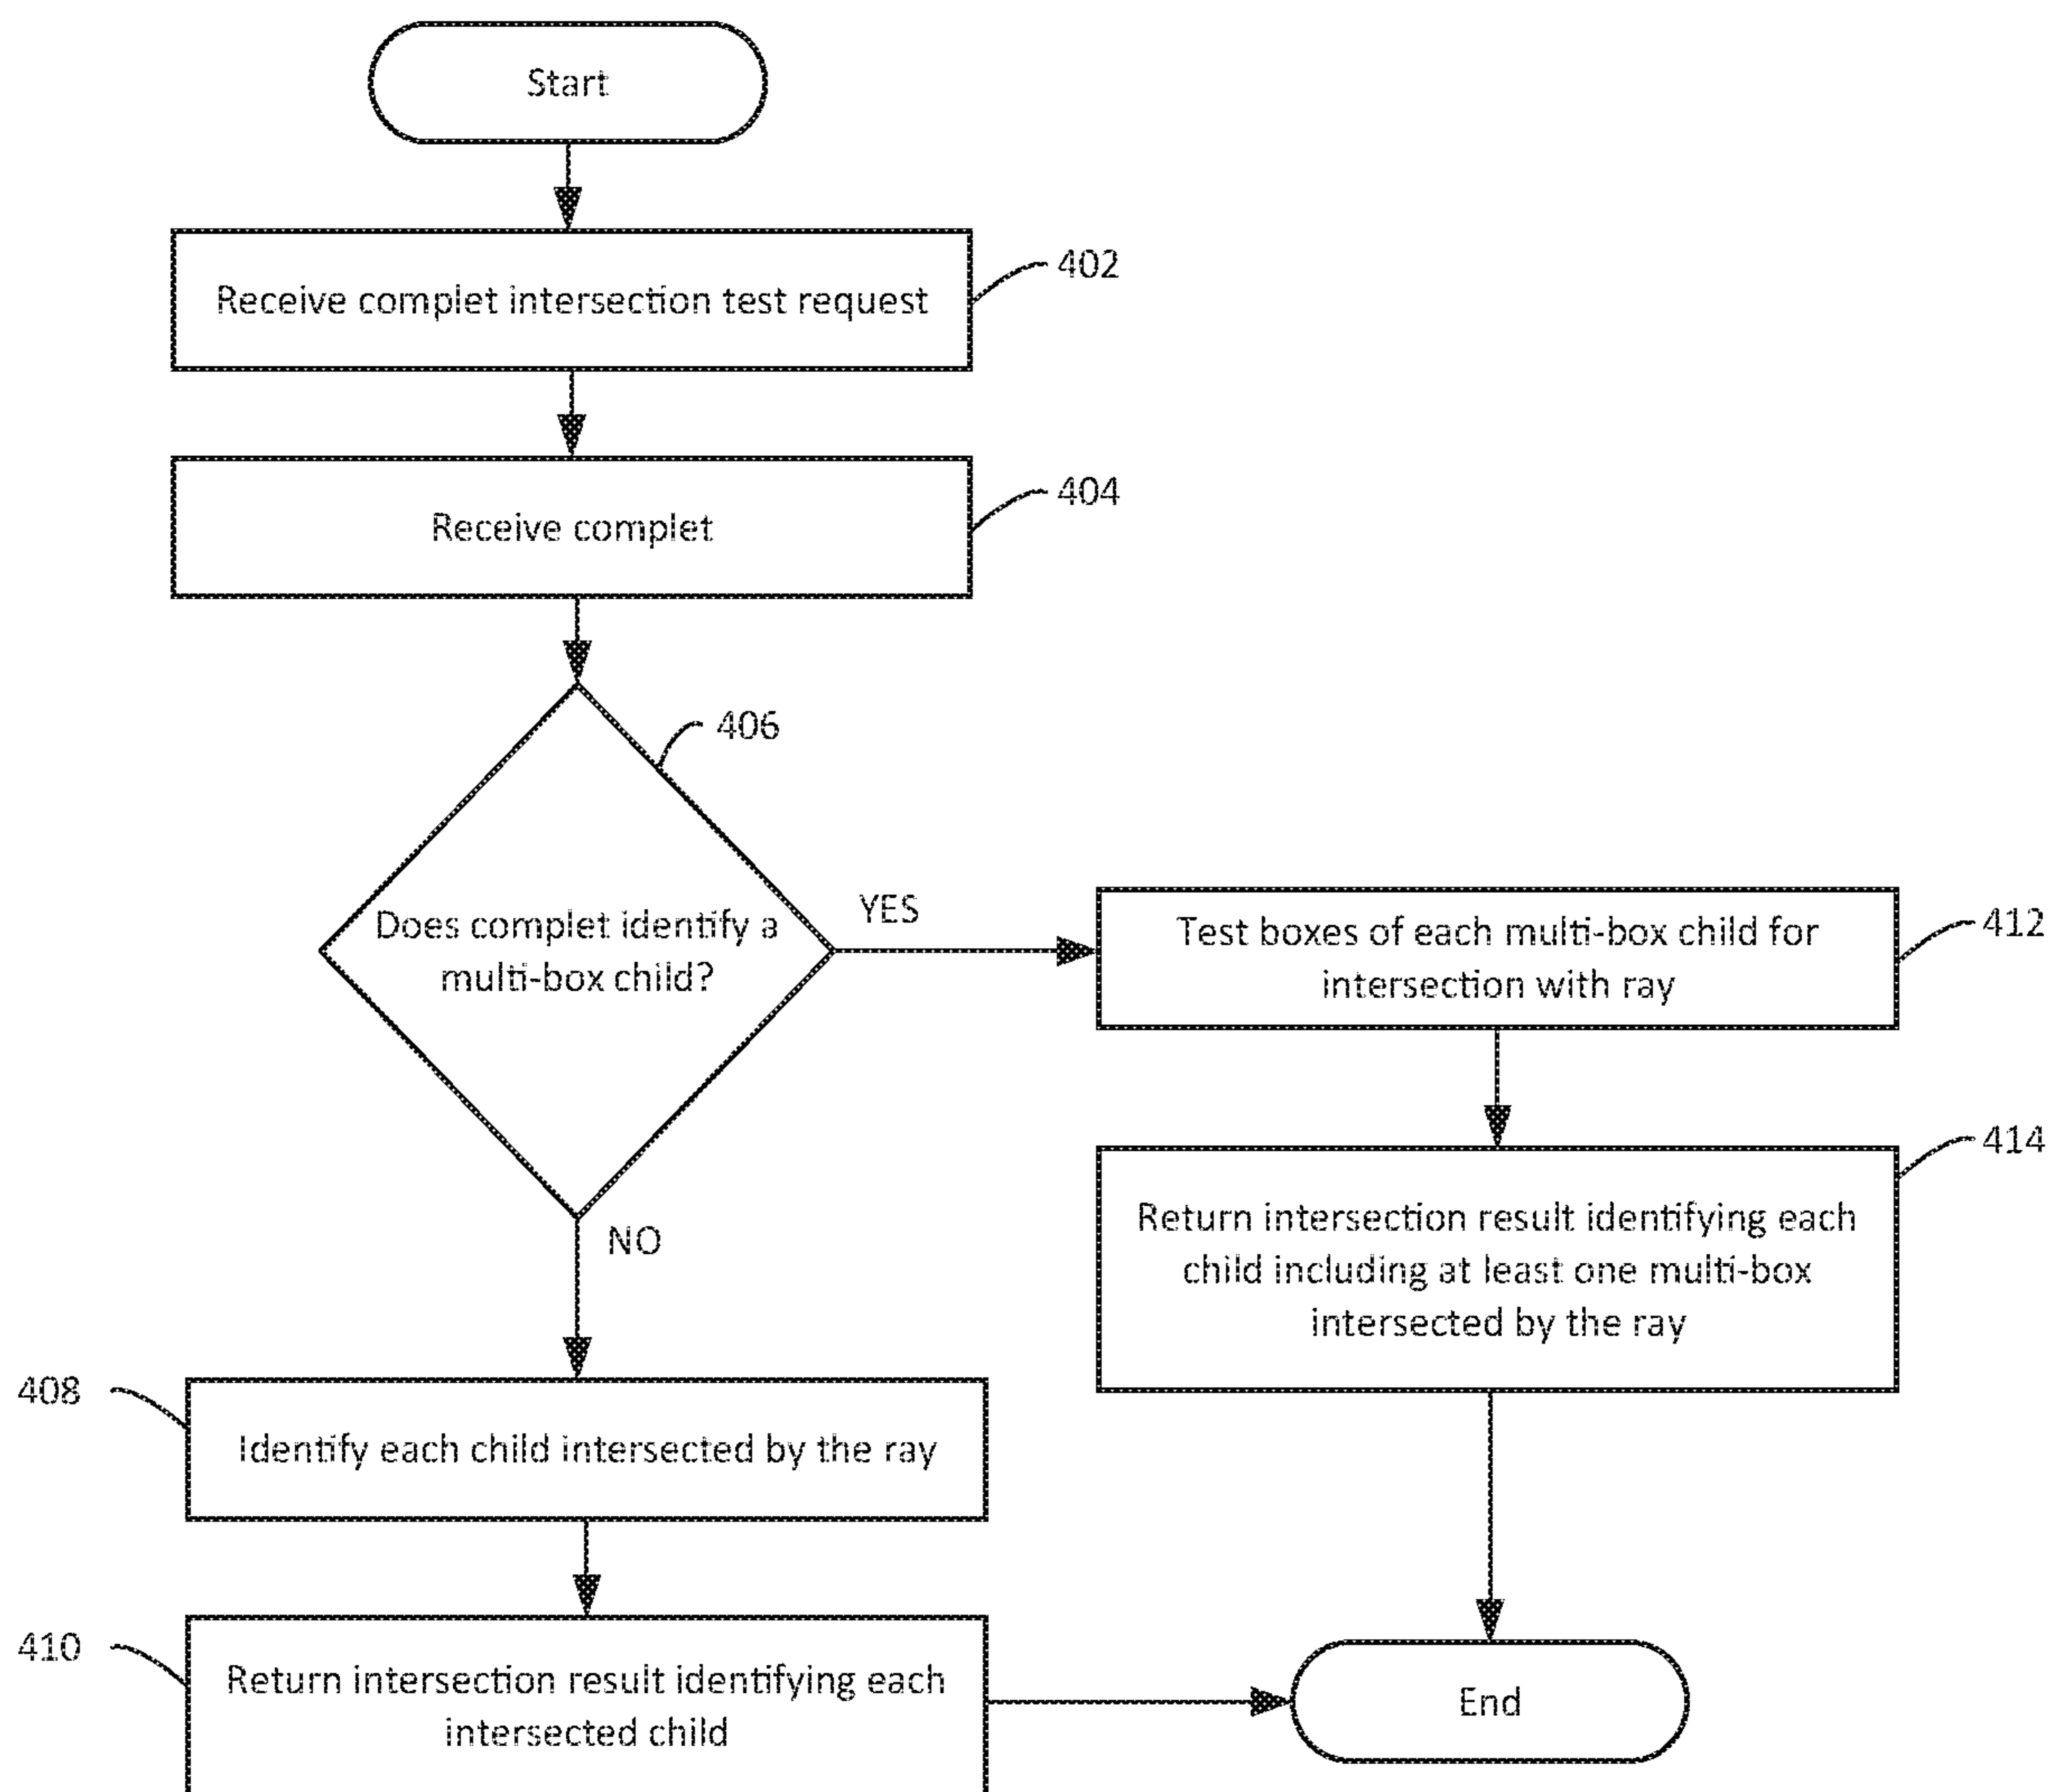 Start
Receive complet intersection test request
402
Receive complet
404
406
Does complet identify a
multi-box child?
YES
NO
Test boxes of each multi-box child for
intersection with ray
412
Return intersection result identifying each
child including at least one multi-box
intersected by the ray
414
408
Identify each child intersected by the ray
410
Return intersection result identifying each
intersected child
End